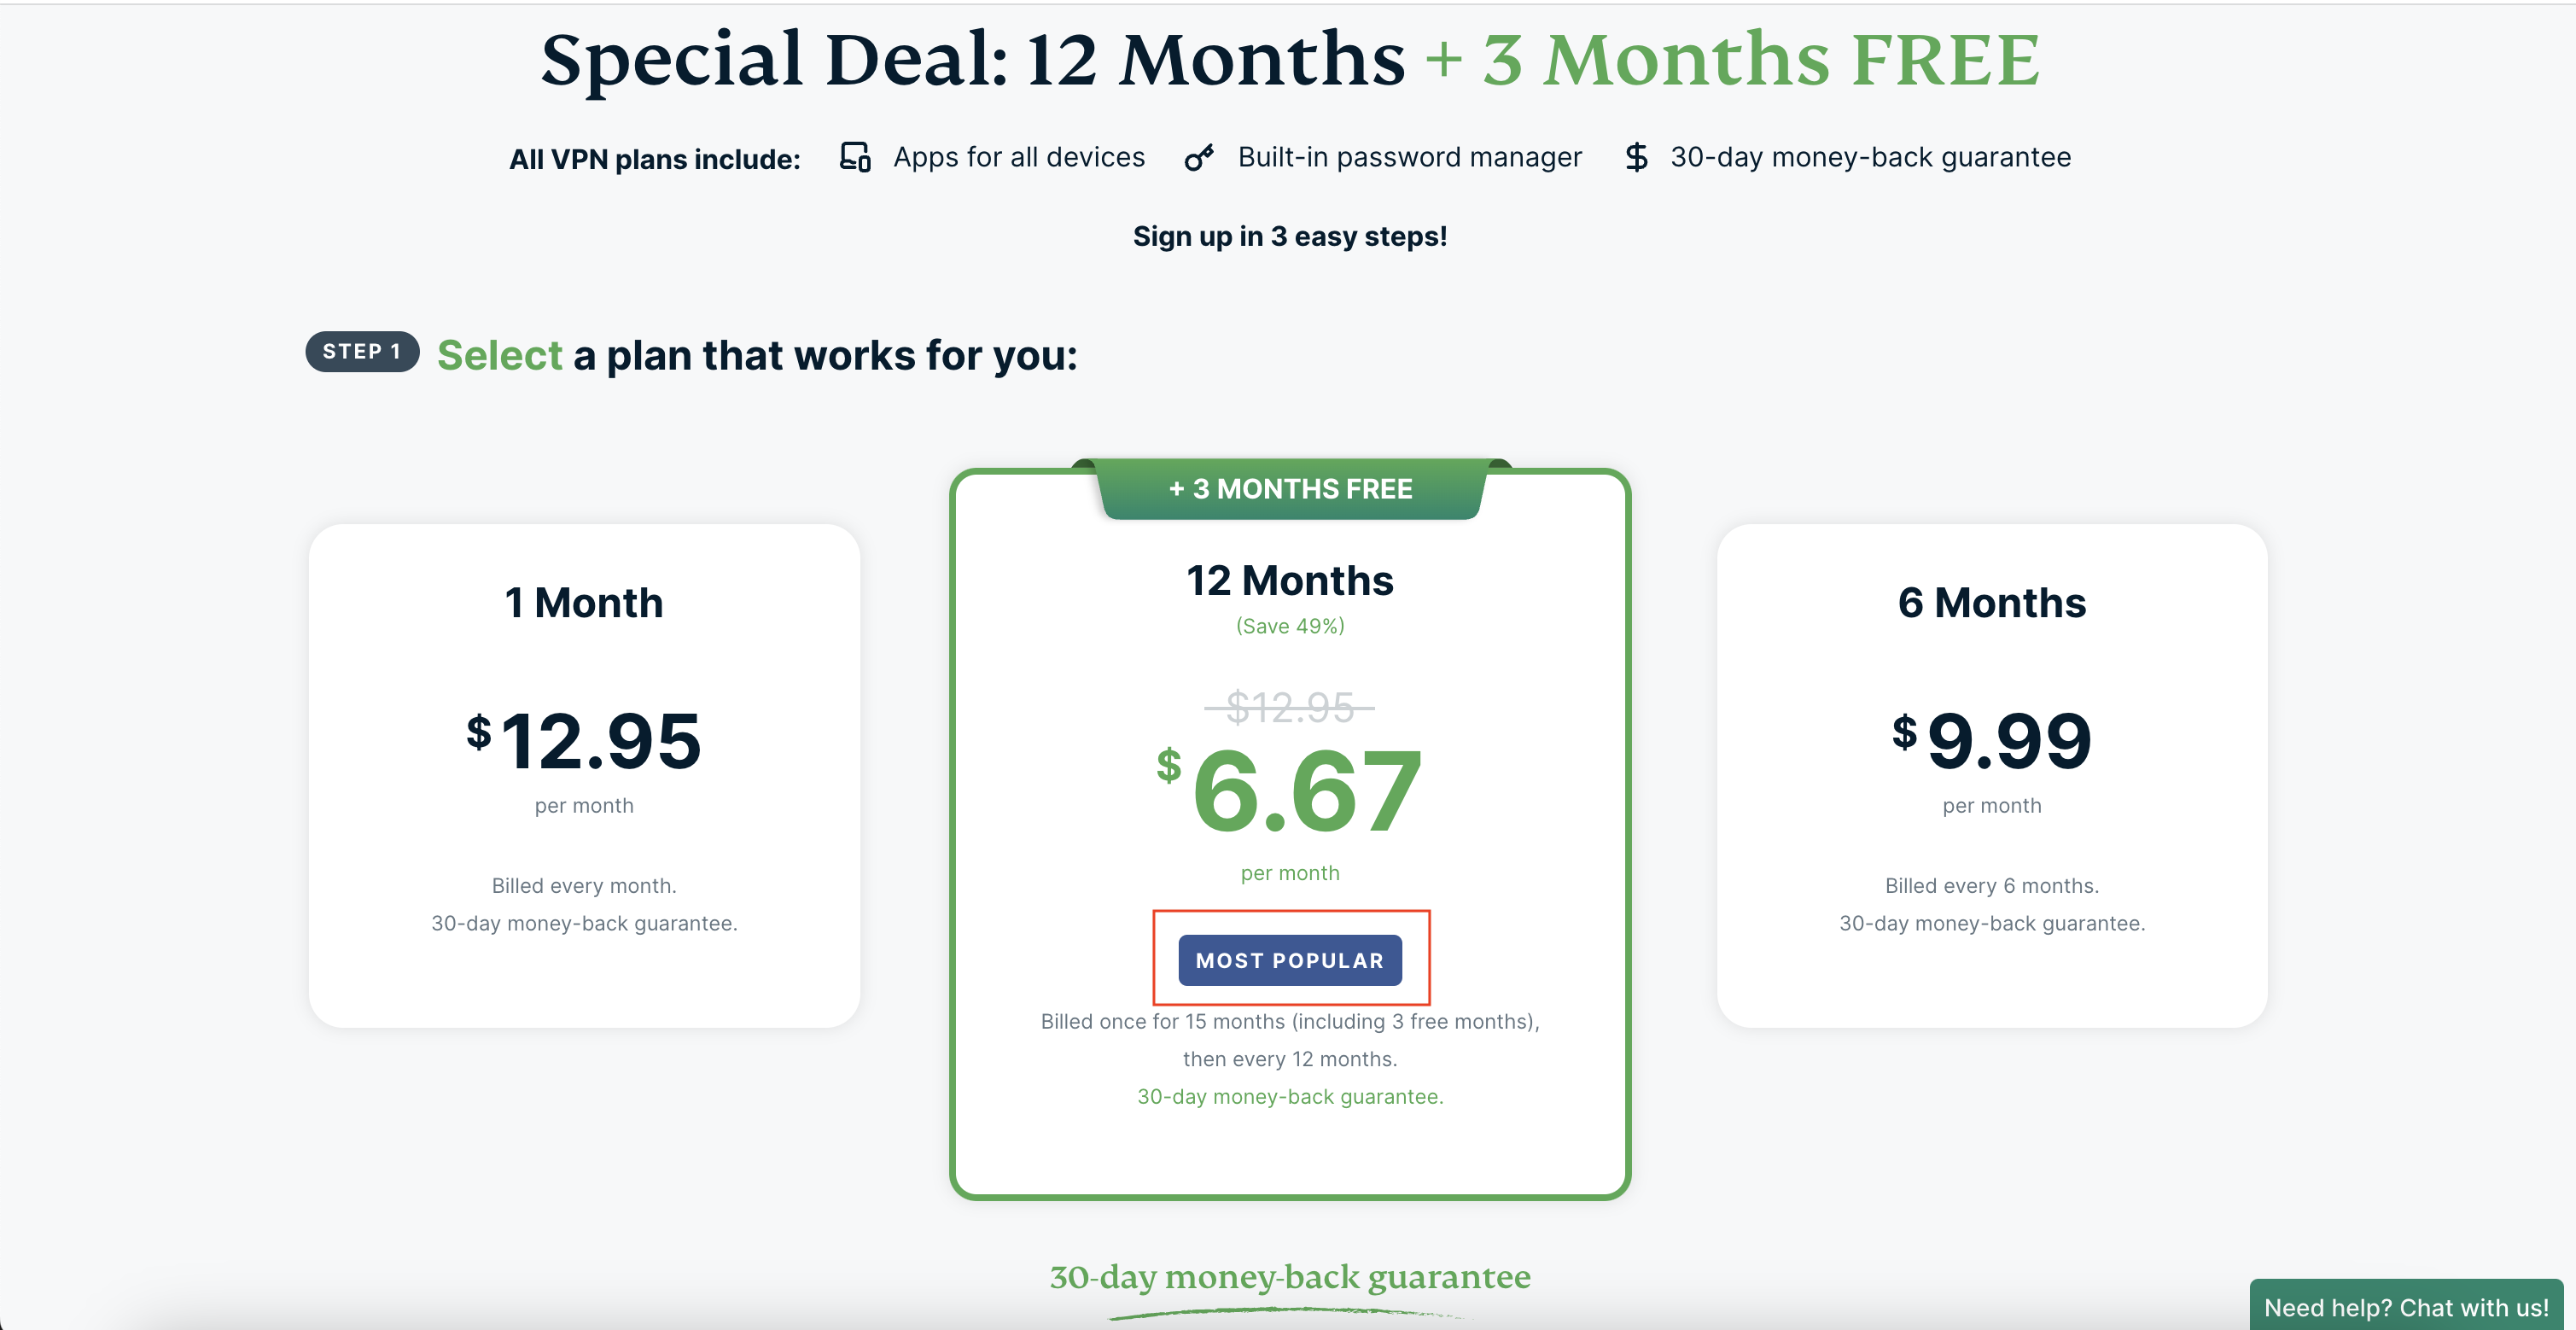 Special Deal: 12 Months + 3 Months FREE
All VPN plans include: Apps for all devices Built-in password manager 30-day money-back guarantee
Sign up in 3 easy steps!
STEP 1 Select a plan that works for you:
1 Month
$12.95
per month
Billed every month.
30-day money-back guarantee.
+ 3 MONTHS FREE
12 Months
(Save 49%)
$12.95
$6.67
per month
MOST POPULAR
Billed once for 15 months (including 3 free months),
then every 12 months.
30-day money-back guarantee.
6 Months
$9.99
per month
Billed every 6 months.
30-day money-back guarantee.
30-day money-back guarantee
Need help? Chat with us!